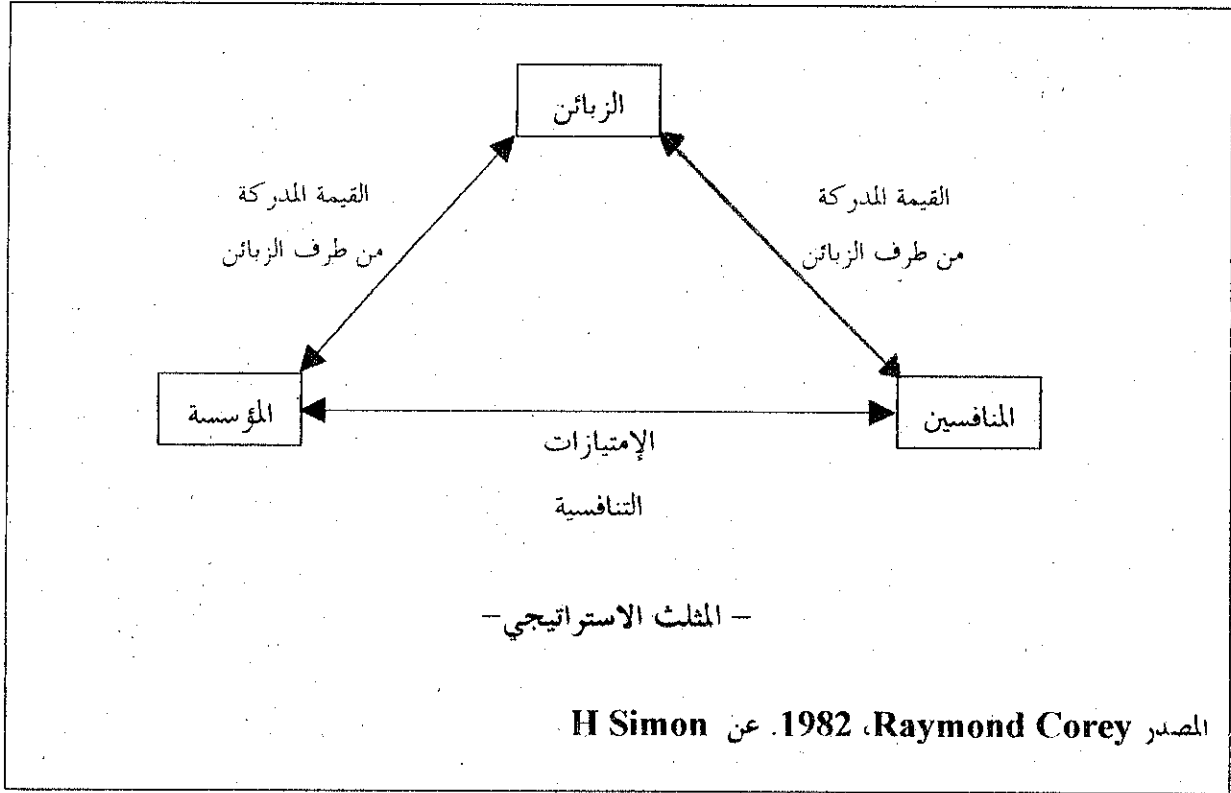 الزبائن
القيمة المدركة
من طرف الزبائن
القيمة المدركة
من طرف الزبائن
المنافسين
المؤسسة
الإمتيازات
التنافسية
– المثلث الاستراتيجي–
المصدر Raymond Corey، 1982. عن H Simon